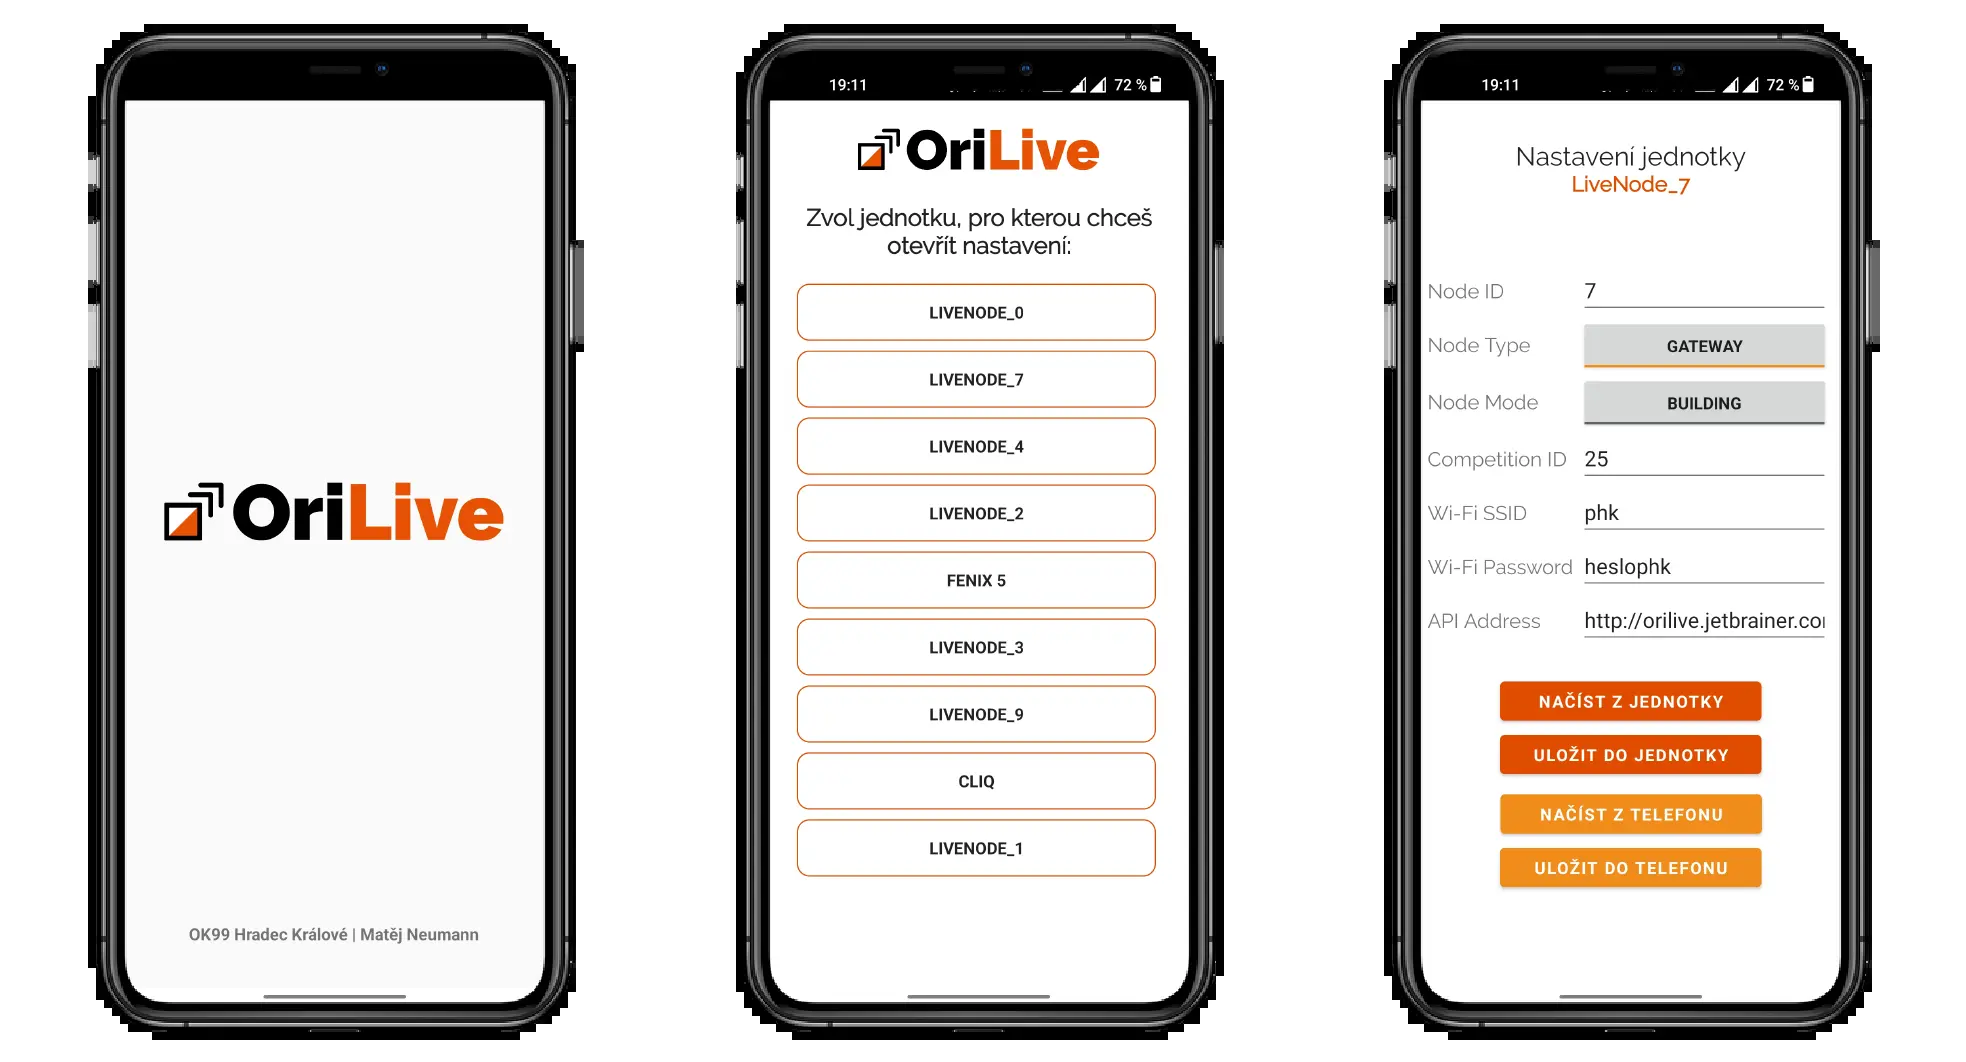 OriLive
OK99 Hradec Králové | Matěj Neumann
19:11
72 %
OriLive
Zvol jednotku, pro kterou chceš
otevřít nastavení:
LIVENODE_0
LIVENODE_7
LIVENODE_4
LIVENODE_2
FENIX 5
LIVENODE_3
LIVENODE_9
CLIQ
LIVENODE_1
19:11
72 %
Nastavení jednotky
LiveNode_7
Node ID 7
Node Type GATEWAY
Node Mode BUILDING
Competition ID 25
Wi-Fi SSID phk
Wi-Fi Password heslophk
API Address http://orilive.jetbrainer.co
NAČÍST Z JEDNOTKY
ULOŽIT DO JEDNOTKY
NAČÍST Z TELEFONU
ULOŽIT DO TELEFONU